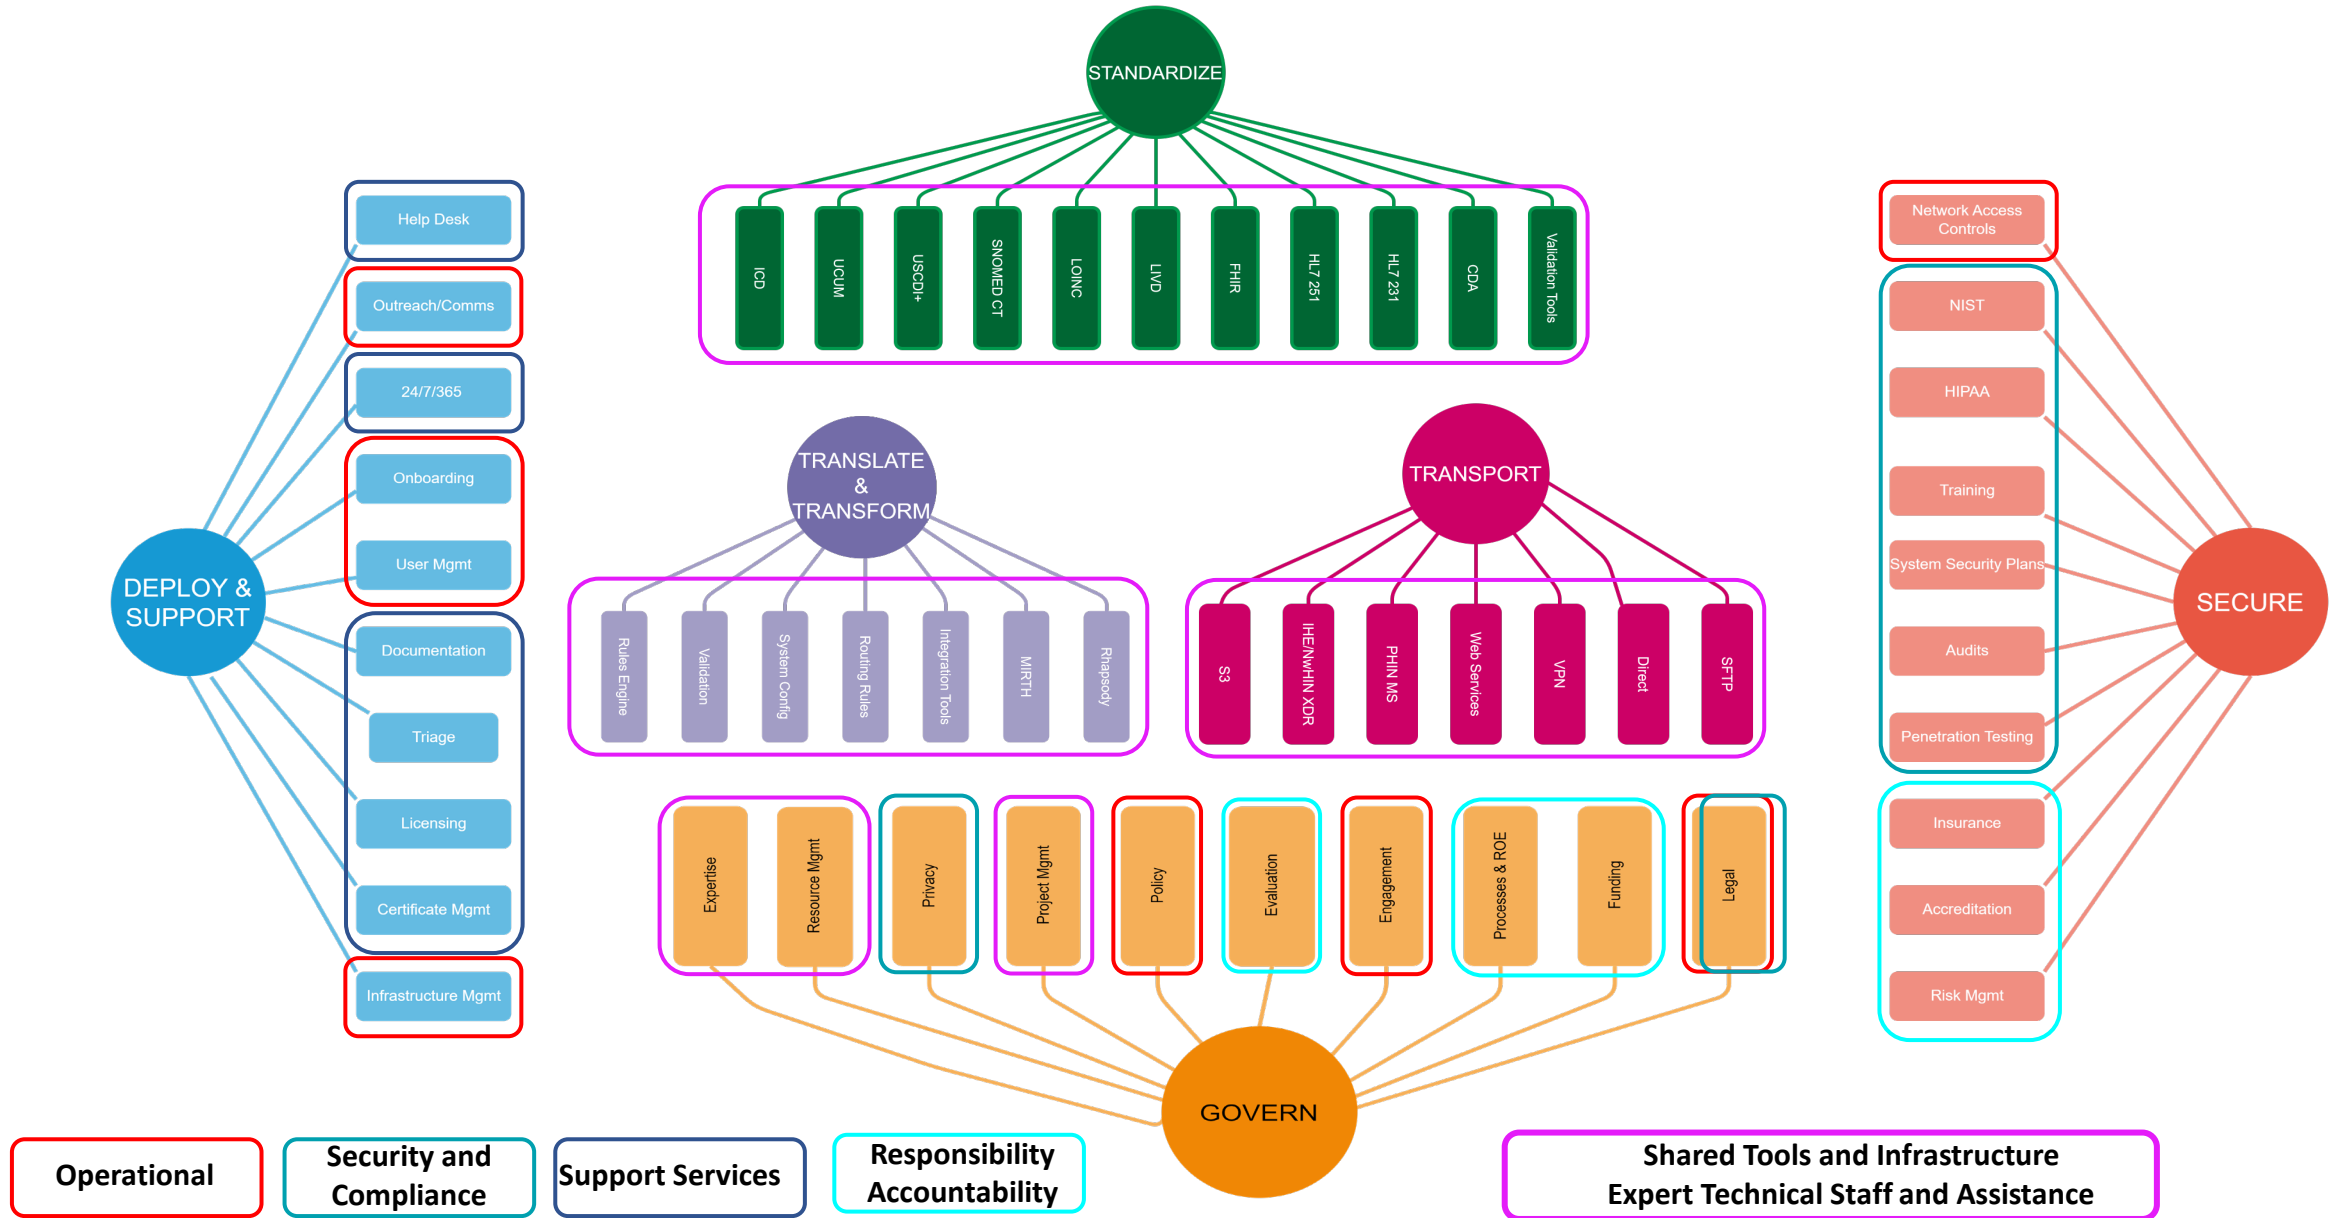 STANDARDIZE
ICD
UCUM
USCDI+
SNOMED CT
LOINC
LIVD
FHIR
HL7 251
HL7 231
CDA
Validation Tools
Help Desk
Outreach/Comms
24/7/365
Onboarding
User Mgmt
DEPLOY &
SUPPORT
Documentation
Triage
Licensing
Certificate Mgmt
Infrastructure Mgmt
TRANSLATE
&
TRANSFORM
Rules Engine
Validation
System Config
Routing Rules
Integration Tools
MIRTH
Rhapsody
TRANSPORT
S3
IHE/NwHIN XDR
PHIN MS
Web Services
VPN
Direct
SFTP
Network Access
Controls
NIST
HIPAA
Training
System Security Plans
Audits
Penetration Testing
Insurance
Accreditation
Risk Mgmt
SECURE
Expertise
Resource Mgmt
Privacy
Project Mgmt
Policy
Evaluation
Engagement
Processes & ROE
Funding
Legal
GOVERN
Operational
Security and
Compliance
Support Services
Responsibility
Accountability
Shared Tools and Infrastructure
Expert Technical Staff and Assistance